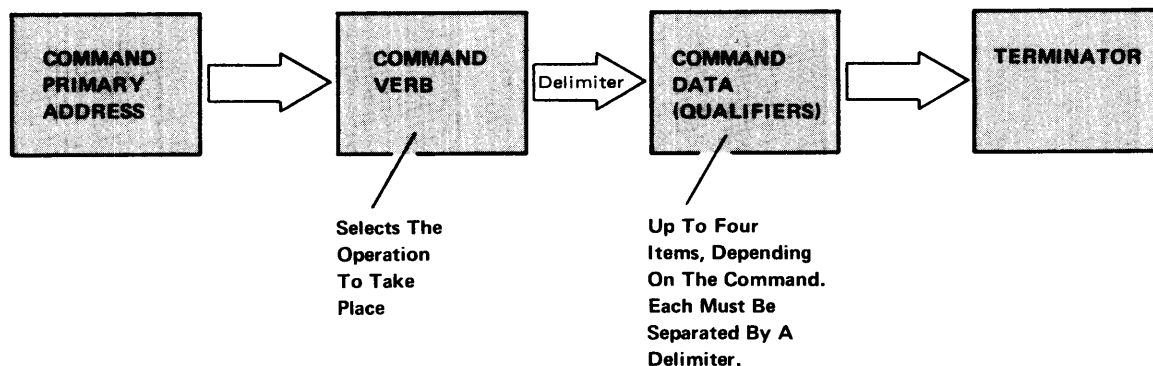 COMMAND
PRIMARY
ADDRESS
COMMAND
VERB
Delimiter
COMMAND
DATA
(QUALIFIERS)
TERMINATOR
Selects The
Operation
To Take
Place
Up To Four
Items, Depending
On The Command.
Each Must Be
Separated By A
Delimiter.